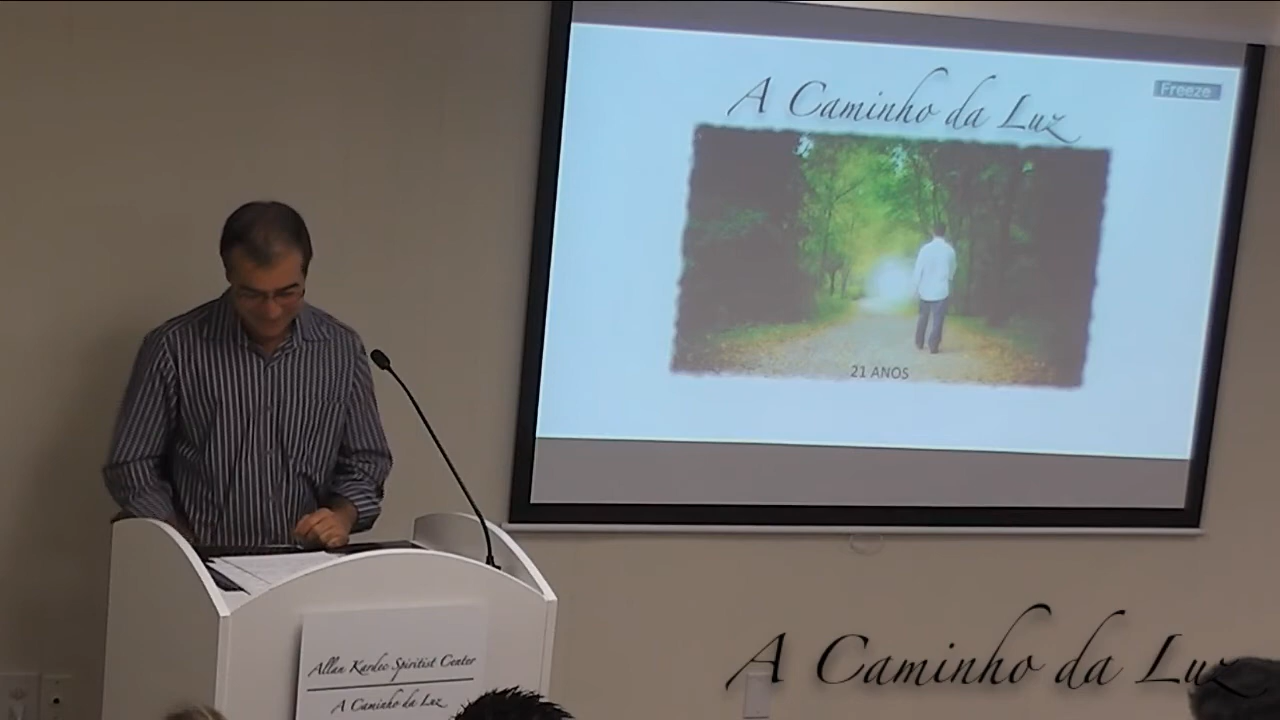 A Caminho da Luz
Freeze
21 ANOS
Allan Kardec Spiritist Center
A Caminho da Luz
A Caminho da Luz